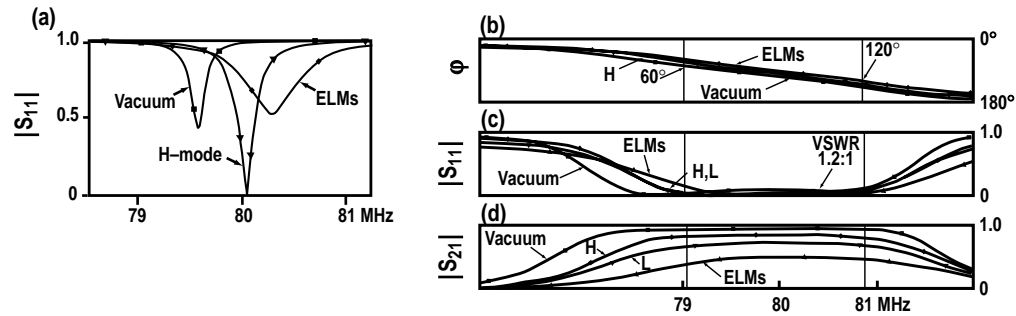 (a)
1.0
0.5
0
|S11|
Vacuum
H–mode
ELMs
79
80
81 MHz
(b)
φ
H
60°
ELMs
Vacuum
120°
0°
180°
(c)
|S11|
Vacuum
ELMs
H,L
VSWR
1.2:1
1.0
0
(d)
|S21|
Vacuum
H
L
ELMs
1.0
0
79
80
81 MHz